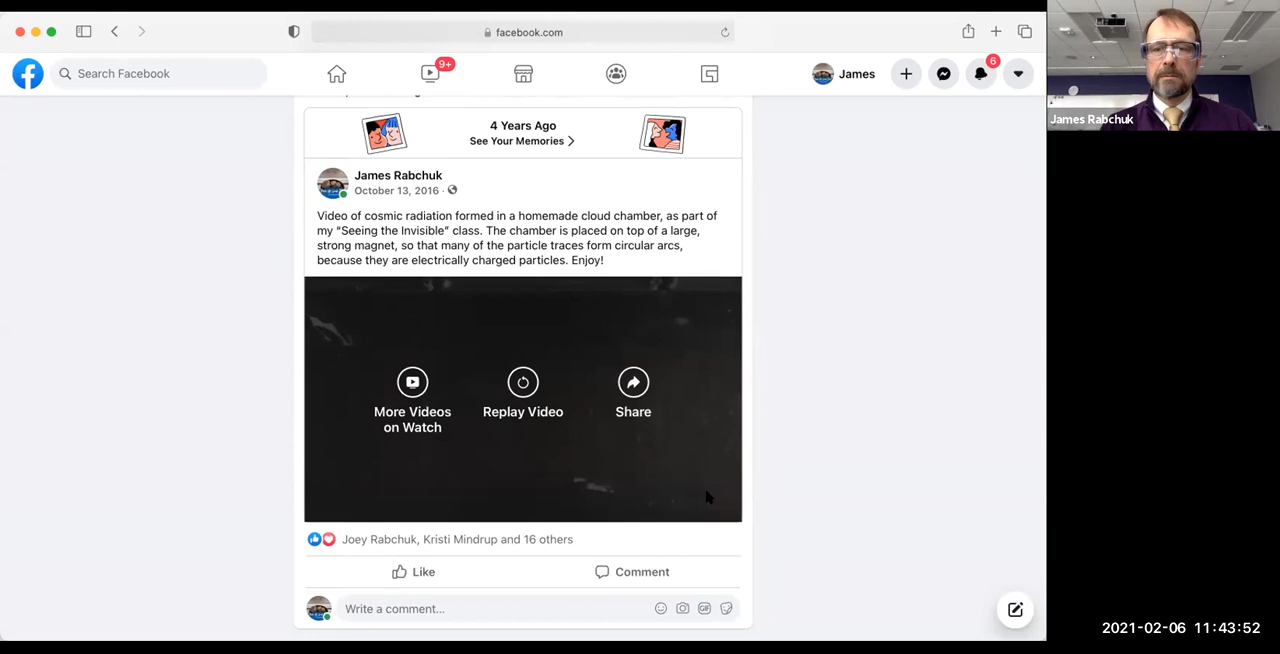 facebook.com
Search Facebook
9+
James
6
James Rabchuk
4 Years Ago
See Your Memories
James Rabchuk
October 13, 2016 ·
Video of cosmic radiation formed in a homemade cloud chamber, as part of
my “Seeing the Invisible” class. The chamber is placed on top of a large,
strong magnet, so that many of the particle traces form circular arcs,
because they are electrically charged particles. Enjoy!
More Videos
on Watch
Replay Video
Share
Joey Rabchuk, Kristi Mindrup and 16 others
Like
Comment
Write a comment...
GIF
2021-02-06 11:43:52